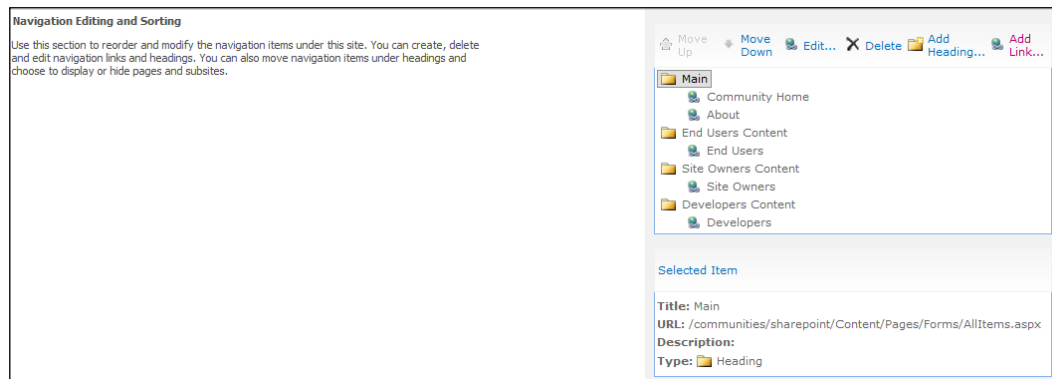 Navigation Editing and Sorting
Use this section to reorder and modify the navigation items under this site. You can create, delete
and edit navigation links and headings. You can also move navigation items under headings and
choose to display or hide pages and subsites.
Move Up Move Down Edit... Delete Add Heading... Add Link...
Main
Community Home
About
End Users Content
End Users
Site Owners Content
Site Owners
Developers Content
Developers
Selected Item
Title: Main
URL: /communities/sharepoint/Content/Pages/Forms/AllItems.aspx
Description:
Type: Heading